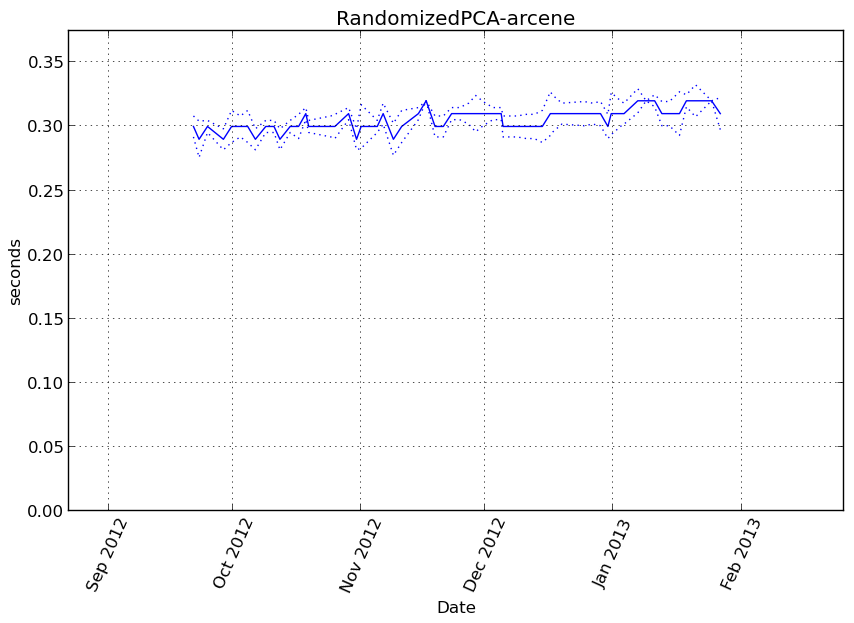 RandomizedPCA-arcene
0.35
0.30
0.25
0.20
0.15
0.10
0.05
0.00
seconds
Sep 2012
Oct 2012
Nov 2012
Dec 2012
Jan 2013
Feb 2013
Date